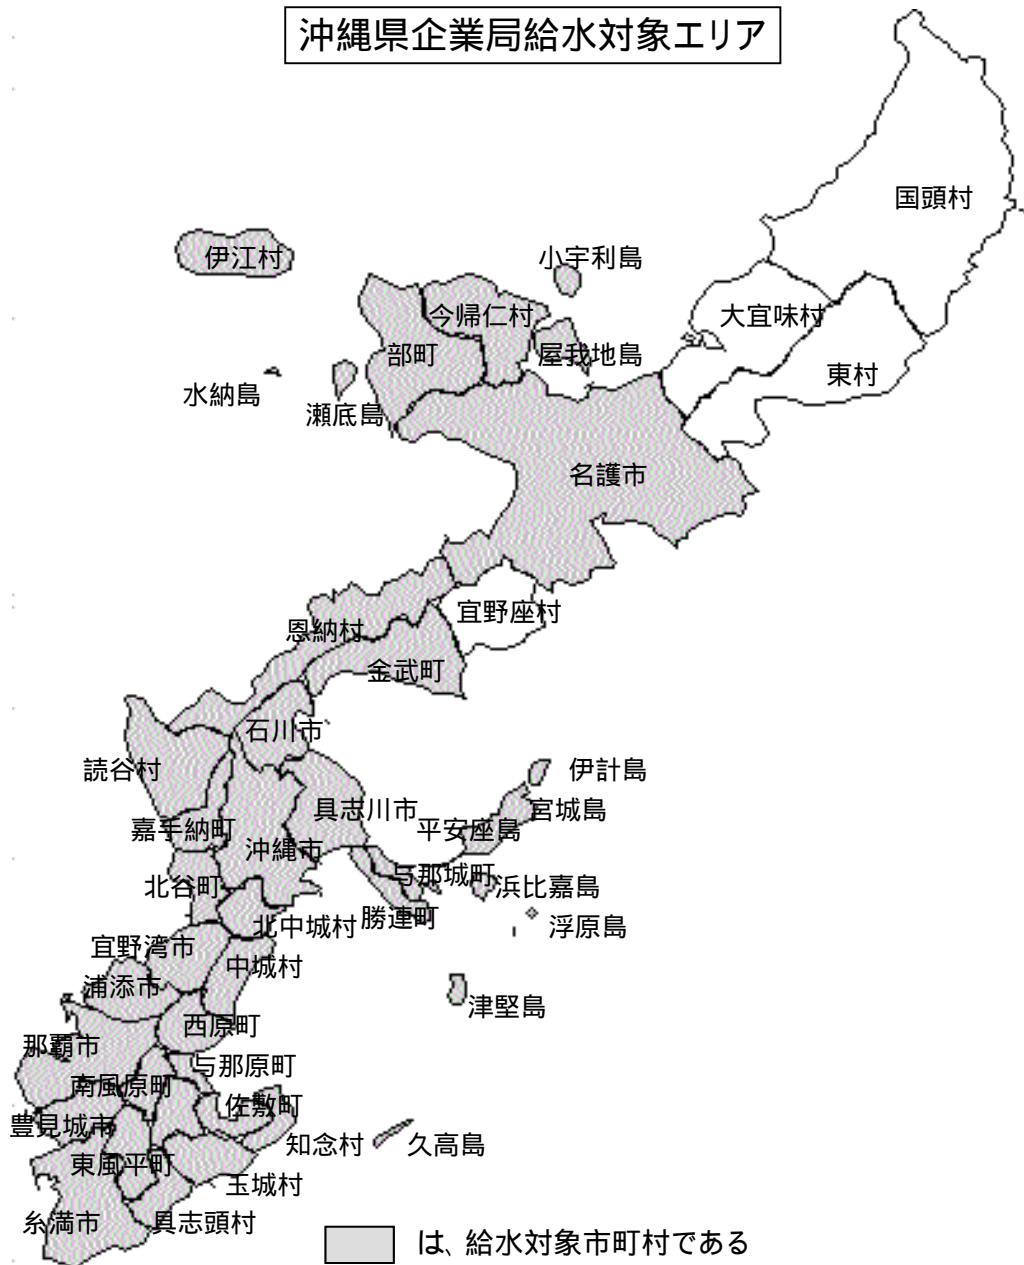 沖縄県企業局給水対象エリア
国頭村
伊江村
小宇利島
今帰仁村
大宜味村
部町
屋我地島
東村
水納島
瀬底島
名護市
宜野座村
恩納村
金武町
石川市
読谷村
伊計島
具志川市
宮城島
嘉手納町
平安座島
沖縄市
北谷町
与那城町
浜比嘉島
勝連町
北中城村
浮原島
宜野湾市
中城村
浦添市
津堅島
西原町
那覇市
与那原町
南風原町
佐敷町
豊見城市
知念村
久高島
東風平町
玉城村
糸満市
具志頭村
は、給水対象市町村である